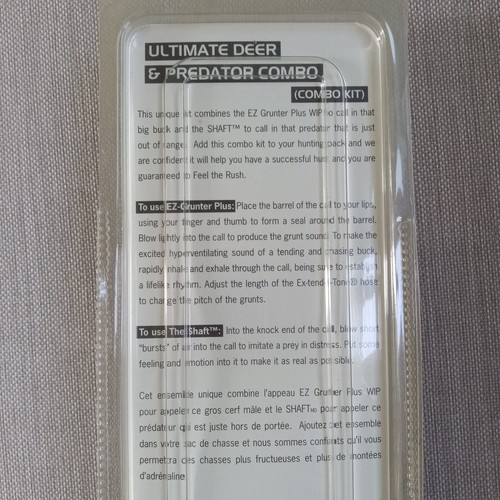 ULTIMATE DEER
& PREDATOR COMBO
(COMBO KIT)
This unique kit combines the EZ Grunter Plus WIP to call in that
big buck and the SHAFT™ to call in that predator that is just
out of range. Add this combo kit to your hunting pack and we
are confident it will help you have a successful hunt and you are
guaranteed to Feel the Rush.
To use EZ-Grunter Plus: Place the barrel of the call to your lips,
using your finger and thumb to form a seal around the barrel.
Blow lightly into the call to produce the grunt sound. To make the
excited hyperventilating sound of a tending and chasing buck,
rapidly inhale and exhale through the call, being sure to establish
a lifelike rhythm. Adjust the length of the Ex-tend-A-Tone® hose
to change the pitch of the grunts.
To use The Shaft™: Into the knock end of the call, blow short
"bursts" of air into the call to imitate a prey in distress. Put some
feeling and emotion into it to make it as real as possible.
Cet ensemble unique combine l'appeau EZ Grunter Plus WIP
pour appeler ce gros cerf mâle et le SHAFT MD pour appeler ce
prédateur qui est juste hors de portée. Ajoutez cet ensemble
dans votre sac de chasse et nous sommes confiants qu'il vous
permettra des chasses plus fructueuses et plus de montées
d'adrénaline